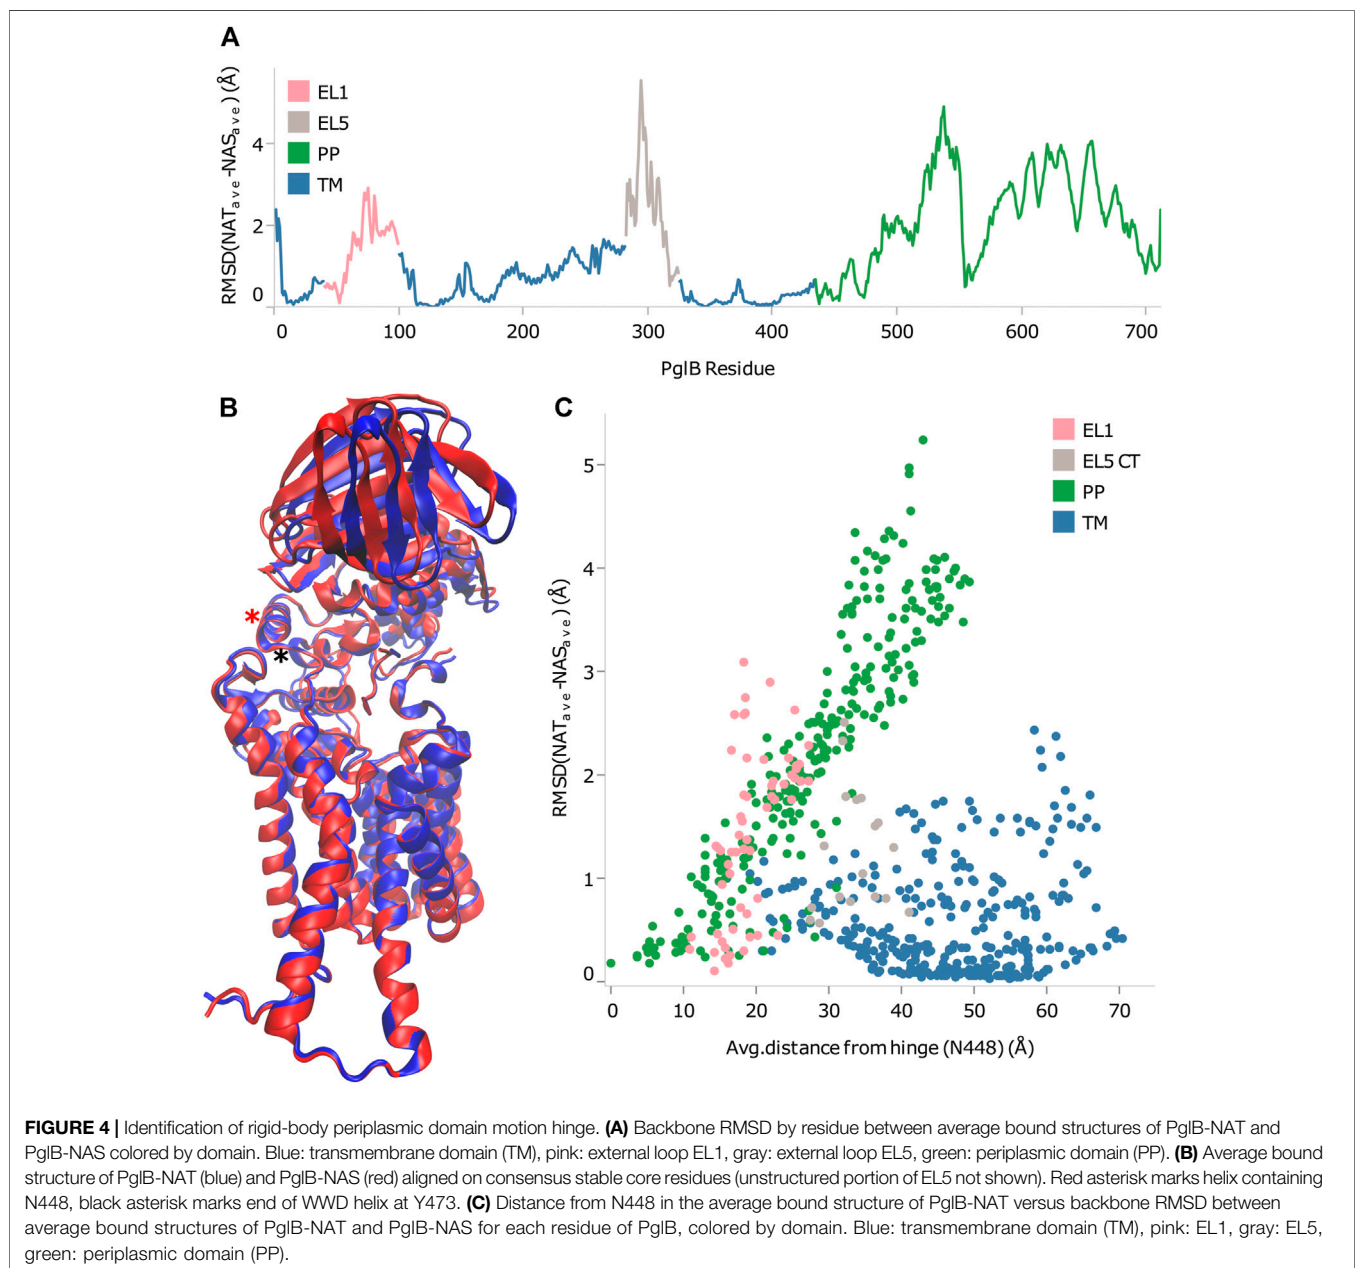 A
RMSD(NATave-NASave) (Å)
EL1
EL5
PP
TM
4
2
0
0 100 200 300 400 500 600 700
PglB Residue
B
*
*
C
RMSD(NATave-NASave) (Å)
EL1
EL5 CT
PP
TM
5
4
3
2
1
0
0 10 20 30 40 50 60 70
Avg.distance from hinge (N448) (Å)
FIGURE 4 | Identification of rigid-body periplasmic domain motion hinge. (A) Backbone RMSD by residue between average bound structures of PglB-NAT and
PglB-NAS colored by domain. Blue: transmembrane domain (TM), pink: external loop EL1, gray: external loop EL5, green: periplasmic domain (PP). (B) Average bound
structure of PglB-NAT (blue) and PglB-NAS (red) aligned on consensus stable core residues (unstructured portion of EL5 not shown). Red asterisk marks helix containing
N448, black asterisk marks end of WWD helix at Y473. (C) Distance from N448 in the average bound structure of PglB-NAT versus backbone RMSD between
average bound structures of PglB-NAT and PglB-NAS for each residue of PglB, colored by domain. Blue: transmembrane domain (TM), pink: EL1, gray: EL5,
green: periplasmic domain (PP).